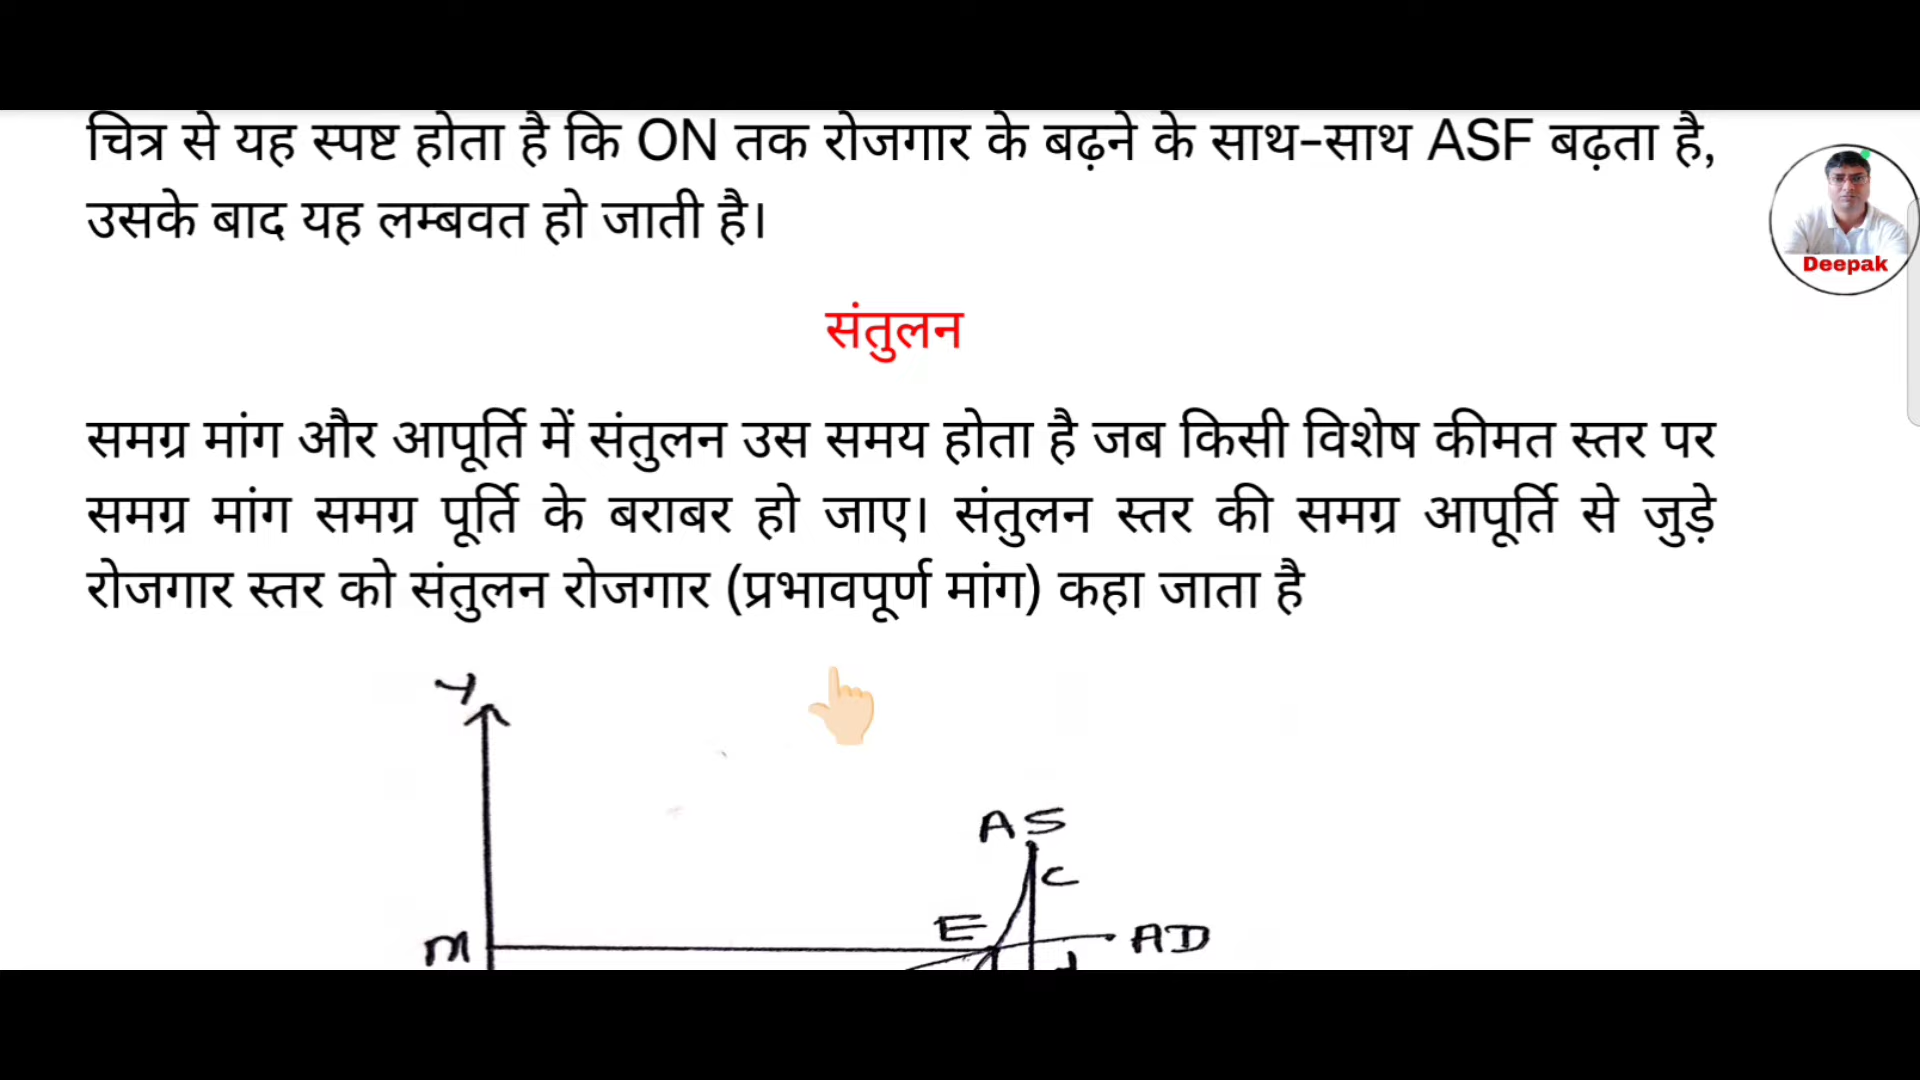 चित्र से यह स्पष्ट होता है कि ON तक रोजगार के बढ़ने के साथ-साथ ASF बढ़ता है,
उसके बाद यह लम्बवत हो जाती है।
Deepak
संतुलन
समग्र मांग और आपूर्ति में संतुलन उस समय होता है जब किसी विशेष कीमत स्तर पर
समग्र मांग समग्र पूर्ति के बराबर हो जाए। संतुलन स्तर की समग्र आपूर्ति से जुड़े
रोजगार स्तर को संतुलन रोजगार (प्रभावपूर्ण मांग) कहा जाता है
Y
AS
C
E
AD
M